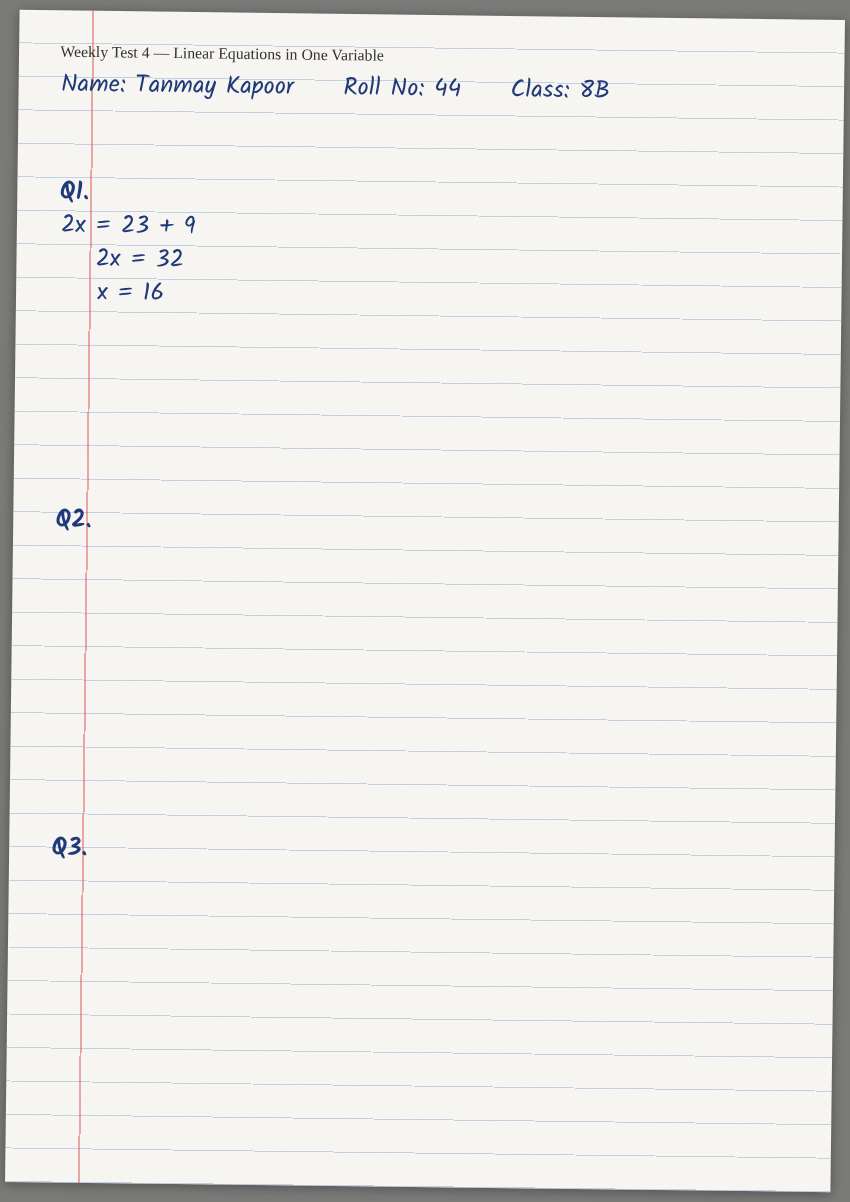 Weekly Test 4 — Linear Equations in One Variable
Name: Tanmay Kapoor Roll No: 44 Class: 8B
Q1.
2x = 23 + 9
2x = 32
x = 16
Q2.
Q3.